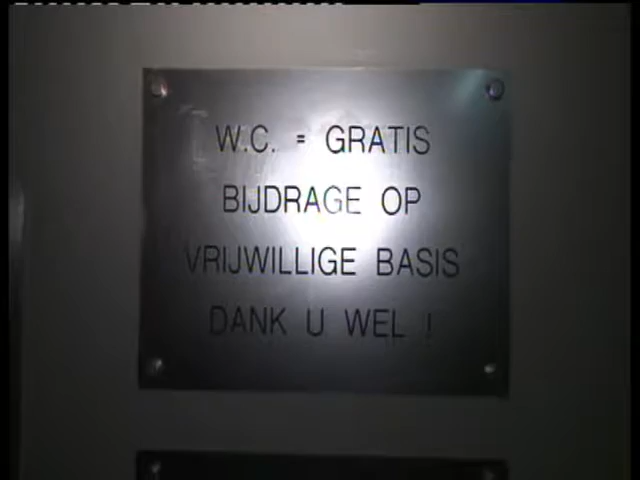 W.C. = GRATIS
BIJDRAGE OP
VRIJWILLIGE BASIS
DANK U WEL !